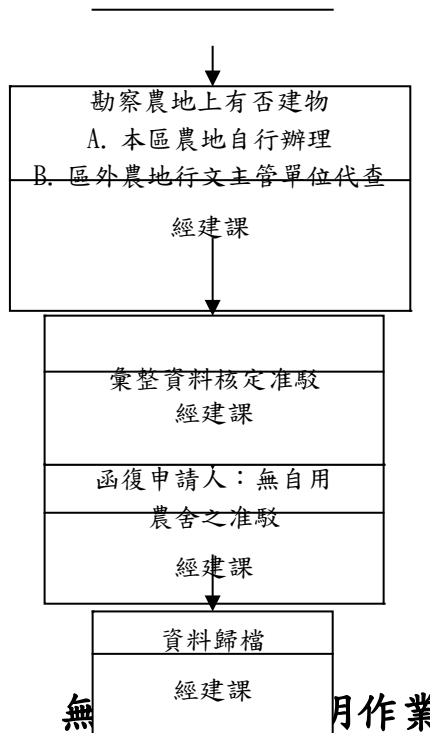 勘察農地上有否建物
A. 本區農地自行辦理
B. 區外農地行文主管單位代查
經建課
彙整資料核定准駁
經建課
函復申請人：無自用
農舍之准駁
經建課
資料歸檔
經建課
無 明作業